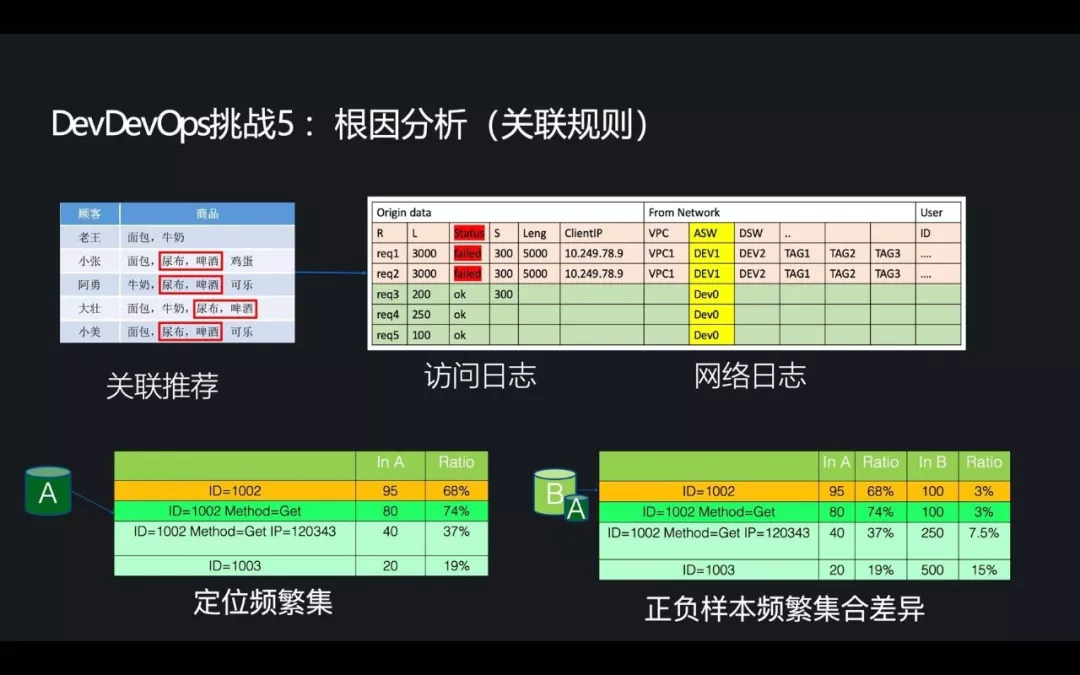 DevDevOps挑战5：根因分析（关联规则）
顾客 商品
老王 面包，牛奶
小张 面包，尿布，啤酒 鸡蛋
阿勇 牛奶，尿布，啤酒 可乐
大壮 面包，牛奶，尿布，啤酒
小美 面包，尿布，啤酒 可乐
关联推荐
Origin data From Network User
R L Status S Leng ClientIP VPC ASW DSW .. ID
req1 3000 failed 300 5000 10.249.78.9 VPC1 DEV1 DEV2 TAG1 TAG2 TAG3 ....
req2 3000 failed 300 5000 10.249.78.9 VPC1 DEV1 DEV2 TAG1 TAG2 TAG3 ....
req3 200 ok 300 Dev0
req4 250 ok Dev0
req5 100 ok Dev0
访问日志 网络日志
A
In A Ratio
ID=1002 95 68%
ID=1002 Method=Get 80 74%
ID=1002 Method=Get IP=120343 40 37%
ID=1003 20 19%
定位频繁集
B
A
In A Ratio In B Ratio
ID=1002 95 68% 100 3%
ID=1002 Method=Get 80 74% 100 3%
ID=1002 Method=Get IP=120343 40 37% 250 7.5%
ID=1003 20 19% 500 15%
正负样本频繁集合差异